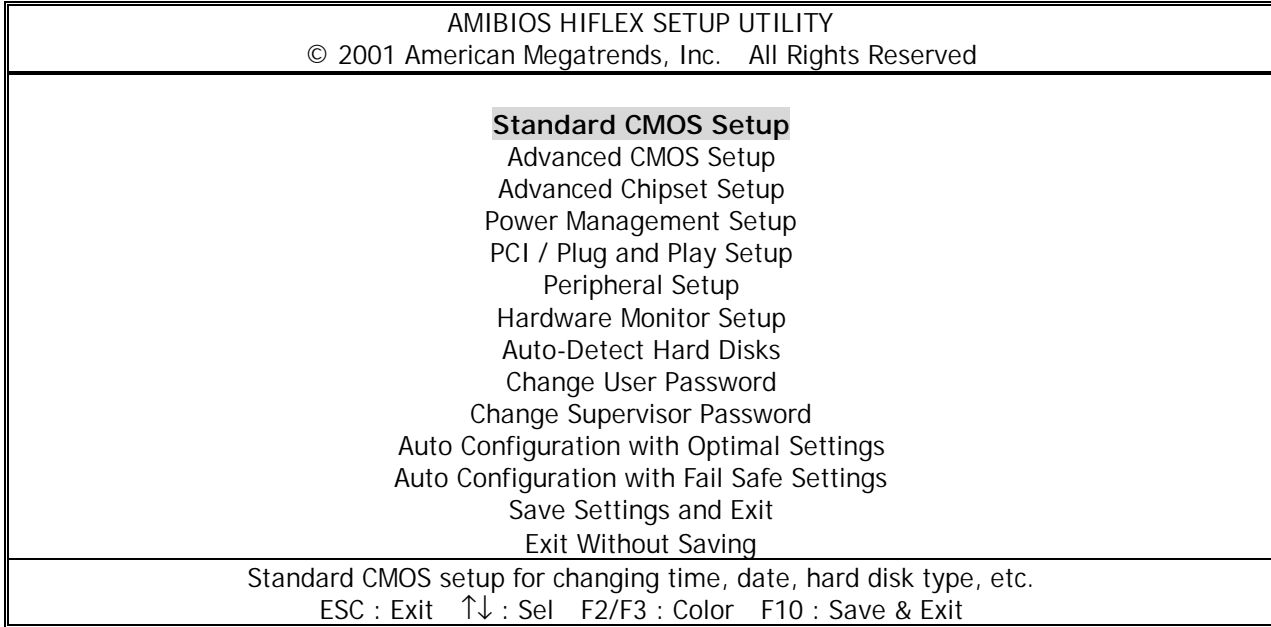 AMIBIOS HIFLEX SETUP UTILITY
© 2001 American Megatrends, Inc. All Rights Reserved
Standard CMOS Setup
Advanced CMOS Setup
Advanced Chipset Setup
Power Management Setup
PCI / Plug and Play Setup
Peripheral Setup
Hardware Monitor Setup
Auto-Detect Hard Disks
Change User Password
Change Supervisor Password
Auto Configuration with Optimal Settings
Auto Configuration with Fail Safe Settings
Save Settings and Exit
Exit Without Saving
Standard CMOS setup for changing time, date, hard disk type, etc.
ESC : Exit ↑↓ : Sel F2/F3 : Color F10 : Save & Exit